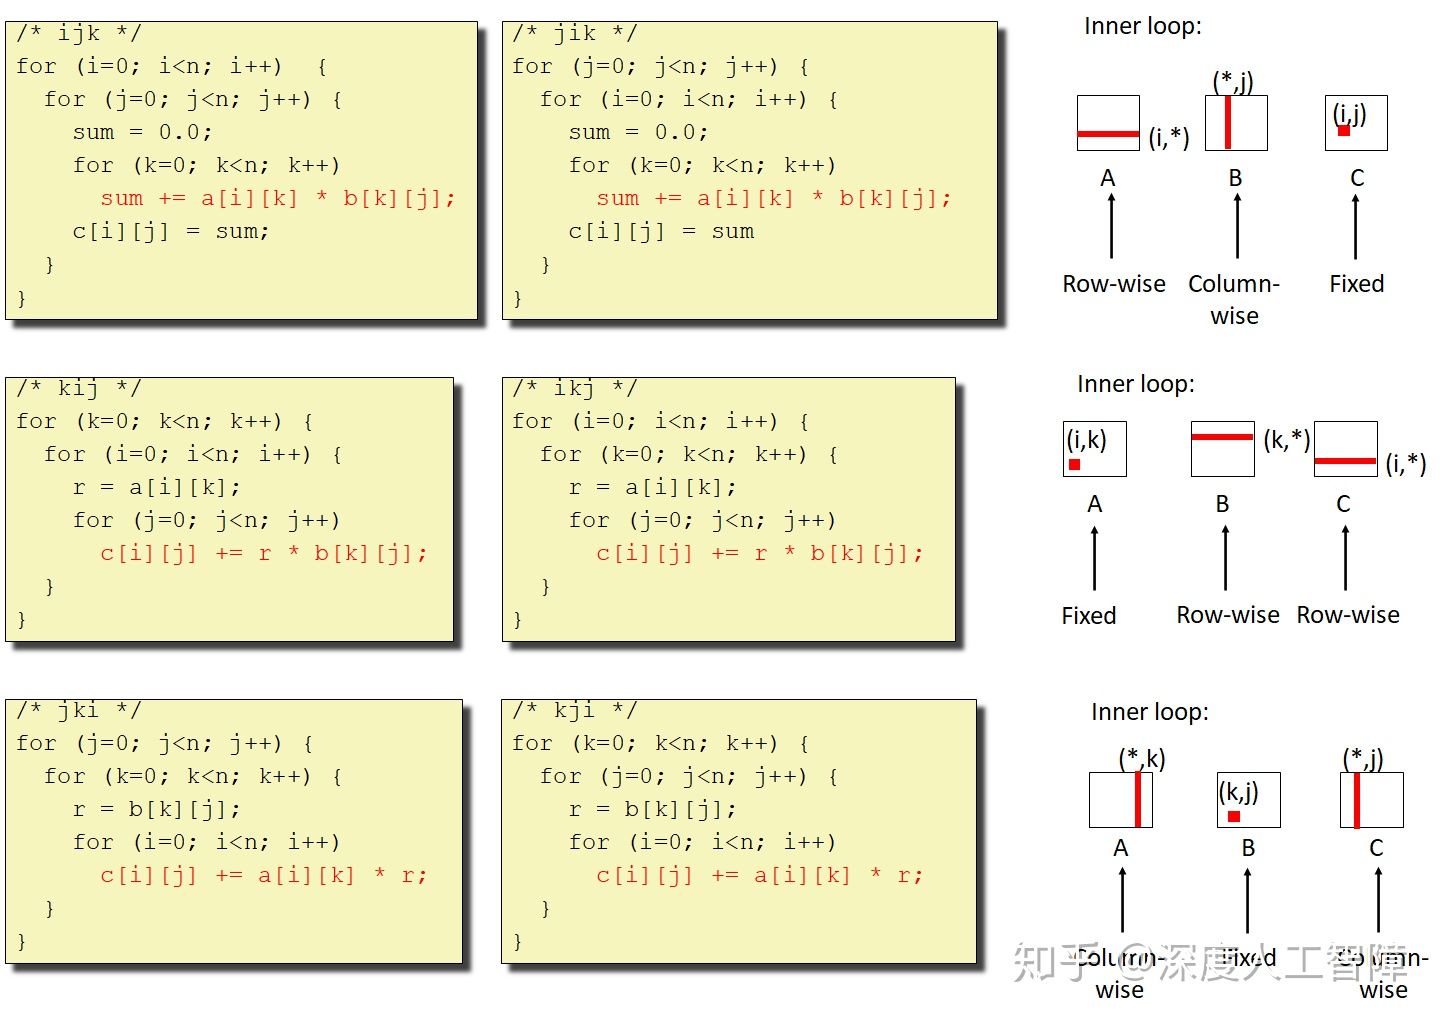 /* ijk */
for (i=0; i<n; i++)  {
  for (j=0; j<n; j++) {
    sum = 0.0;
    for (k=0; k<n; k++)
      sum += a[i][k] * b[k][j];
    c[i][j] = sum;
  }
}
/* jik */
for (j=0; j<n; j++) {
  for (i=0; i<n; i++) {
    sum = 0.0;
    for (k=0; k<n; k++)
      sum += a[i][k] * b[k][j];
    c[i][j] = sum
  }
}
Inner loop:
(*,j)
(i,*)
(i,j)
A B C
Row-wise Column-wise Fixed
/* kij */
for (k=0; k<n; k++) {
  for (i=0; i<n; i++) {
    r = a[i][k];
    for (j=0; j<n; j++)
      c[i][j] += r * b[k][j];
  }
}
/* ikj */
for (i=0; i<n; i++) {
  for (k=0; k<n; k++) {
    r = a[i][k];
    for (j=0; j<n; j++)
      c[i][j] += r * b[k][j];
  }
}
Inner loop:
(i,k) (k,*) (i,*)
A B C
Fixed Row-wise Row-wise
/* jki */
for (j=0; j<n; j++) {
  for (k=0; k<n; k++) {
    r = b[k][j];
    for (i=0; i<n; i++)
      c[i][j] += a[i][k] * r;
  }
}
/* kji */
for (k=0; k<n; k++) {
  for (j=0; j<n; j++) {
    r = b[k][j];
    for (i=0; i<n; i++)
      c[i][j] += a[i][k] * r;
  }
}
Inner loop:
(*,k) (*,j)
(k,j)
A B C
Column-wise Fixed Column-wise
知乎 @深度人工智障